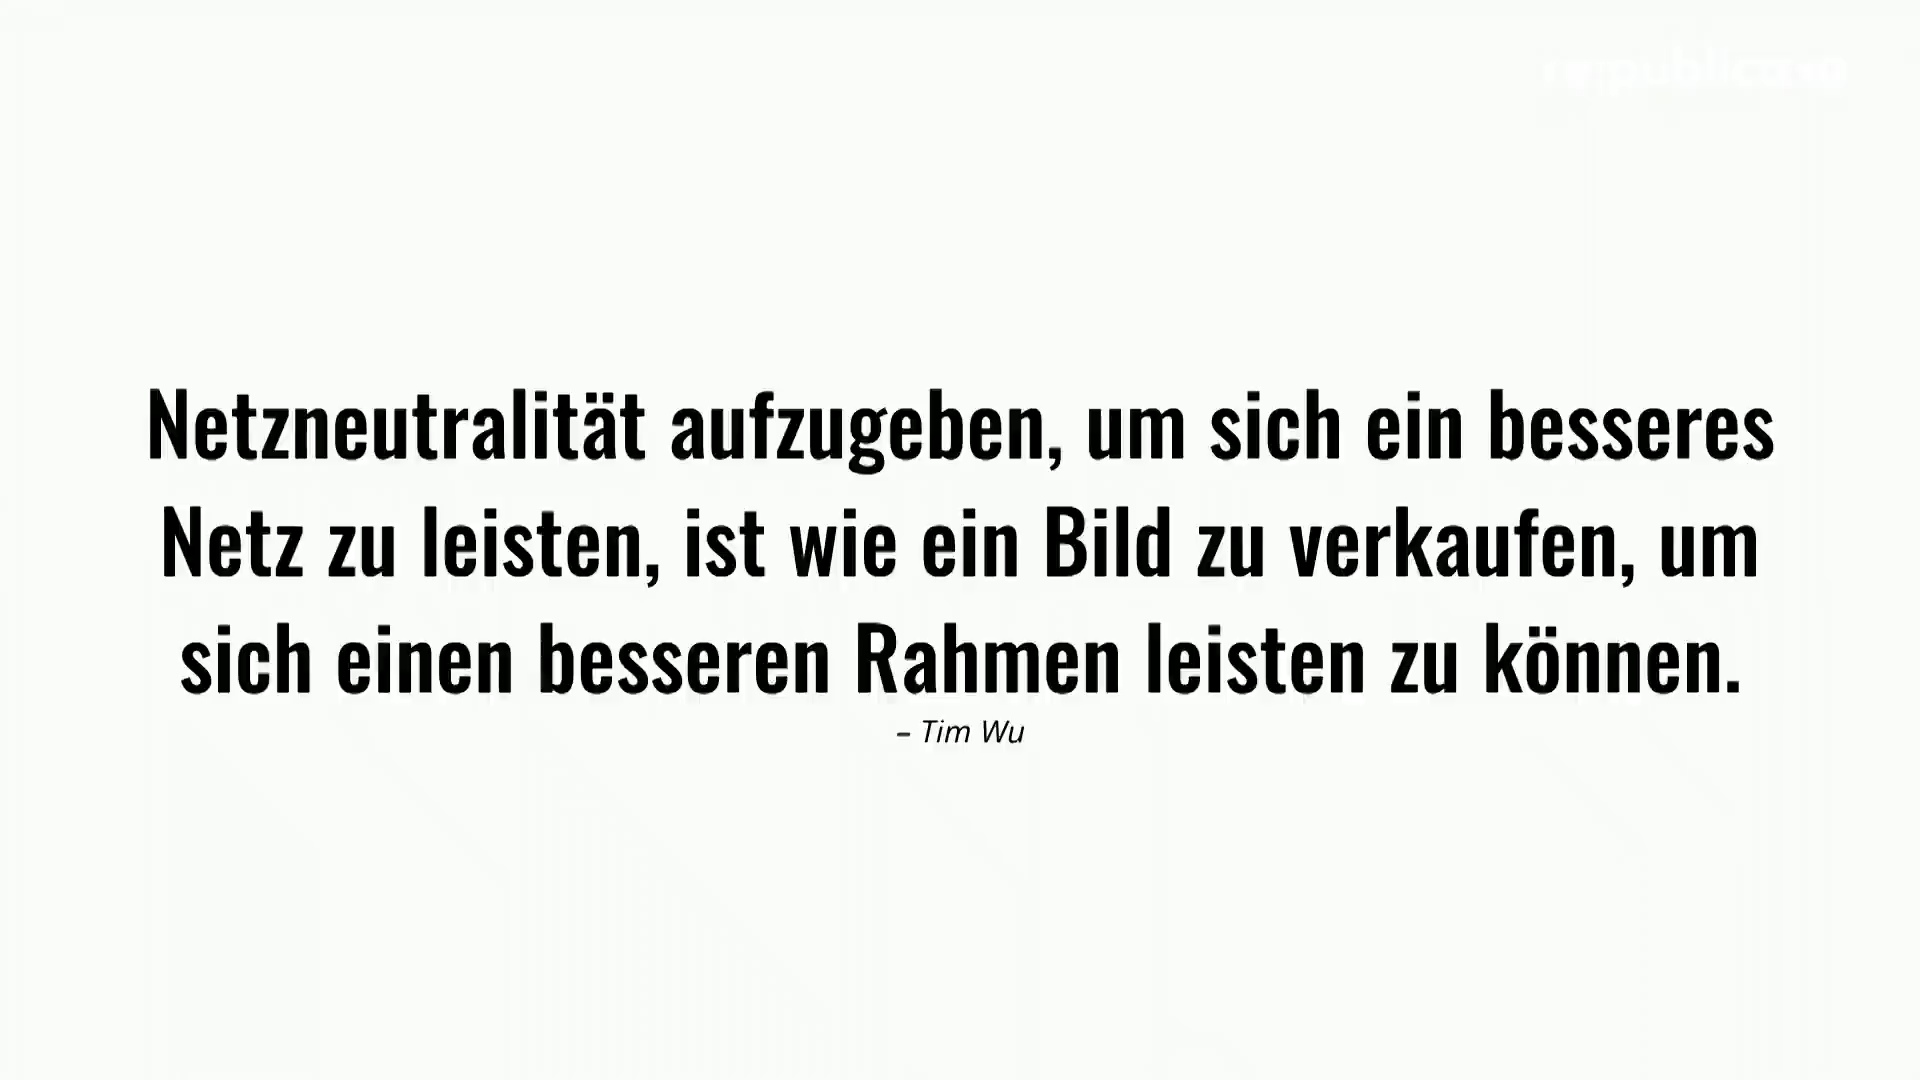 Netzneutralität aufzugeben, um sich ein besseres
Netz zu leisten, ist wie ein Bild zu verkaufen, um
sich einen besseren Rahmen leisten zu können.
– Tim Wu